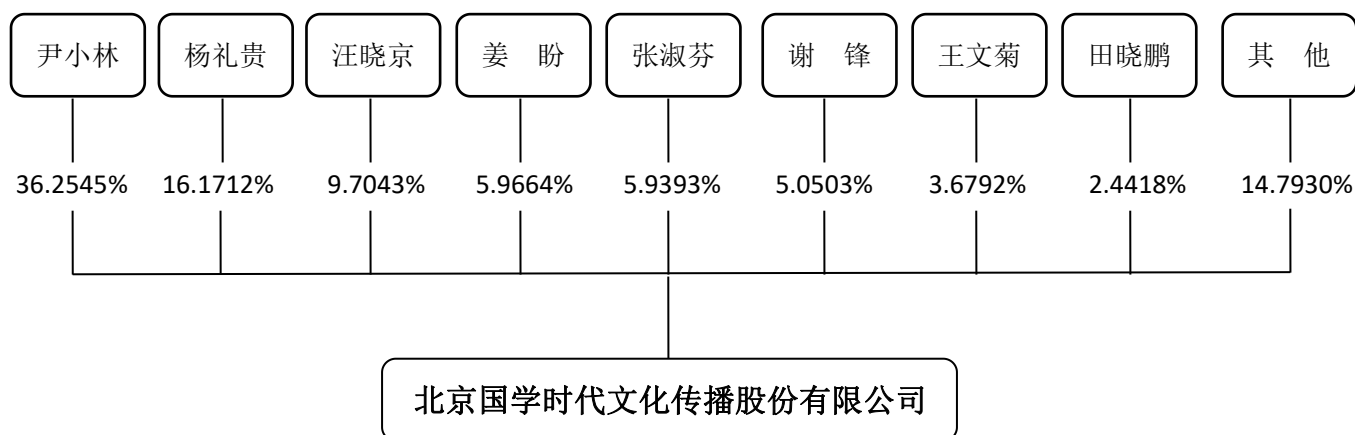 尹小林 杨礼贵 汪晓京 姜 盼 张淑芬 谢 锋 王文菊 田晓鹏 其 他
36.2545% 16.1712% 9.7043% 5.9664% 5.9393% 5.0503% 3.6792% 2.4418% 14.7930%
北京国学时代文化传播股份有限公司